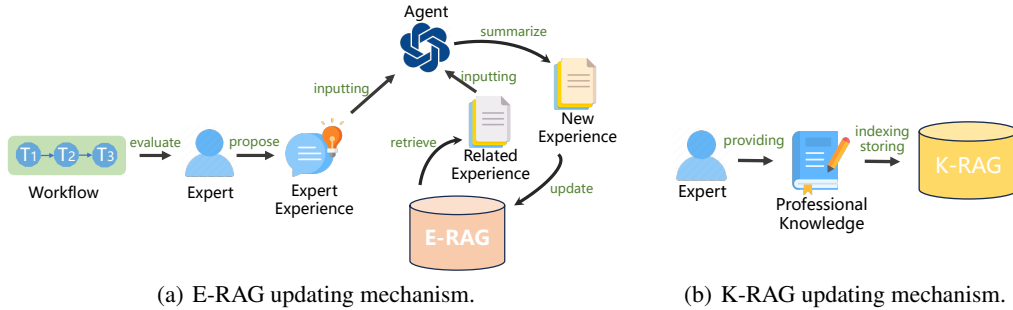 Agent
summarize
inputting
inputting
New
Experience
evaluate
propose
retrieve
Related
Experience
T1 T2 T3
Workflow
Expert
Expert
Experience
update
E-RAG
(a) E-RAG updating mechanism.
providing
indexing
storing
K-RAG
Expert
Professional
Knowledge
(b) K-RAG updating mechanism.